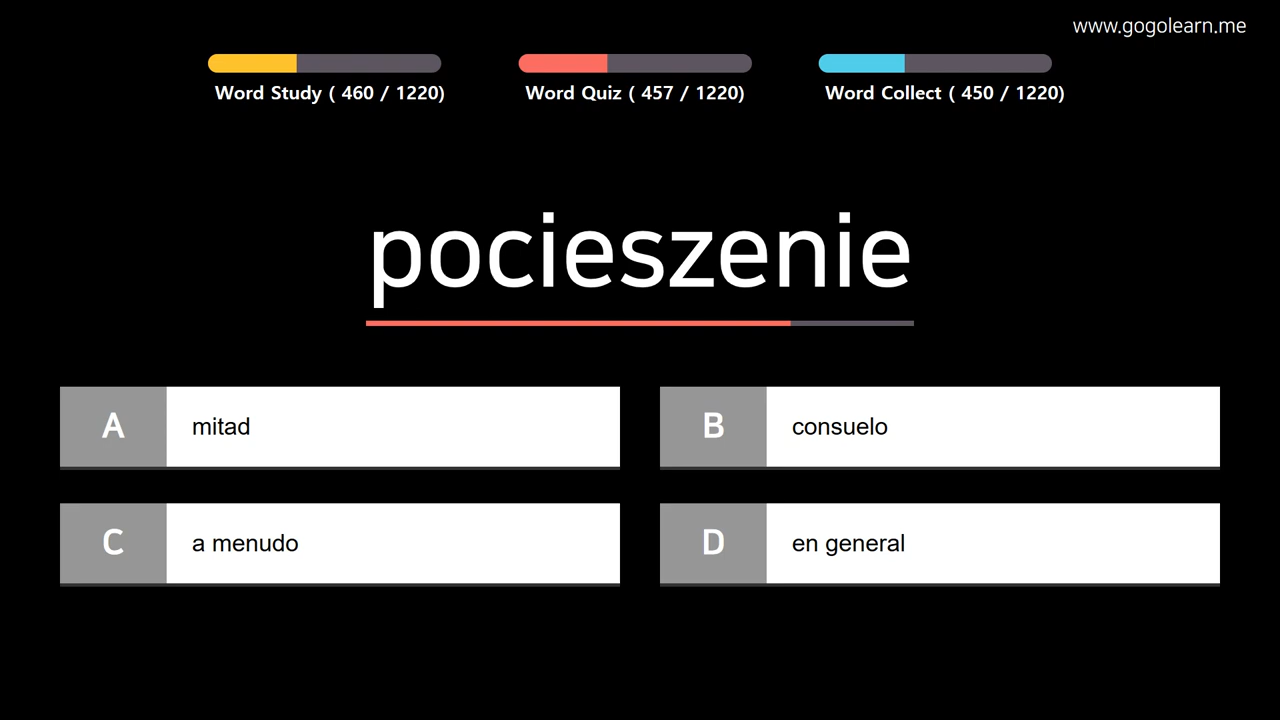 www.gogolearn.me
Word Study ( 460 / 1220)
Word Quiz ( 457 / 1220)
Word Collect ( 450 / 1220)
pocieszenie
A mitad
B consuelo
C a menudo
D en general